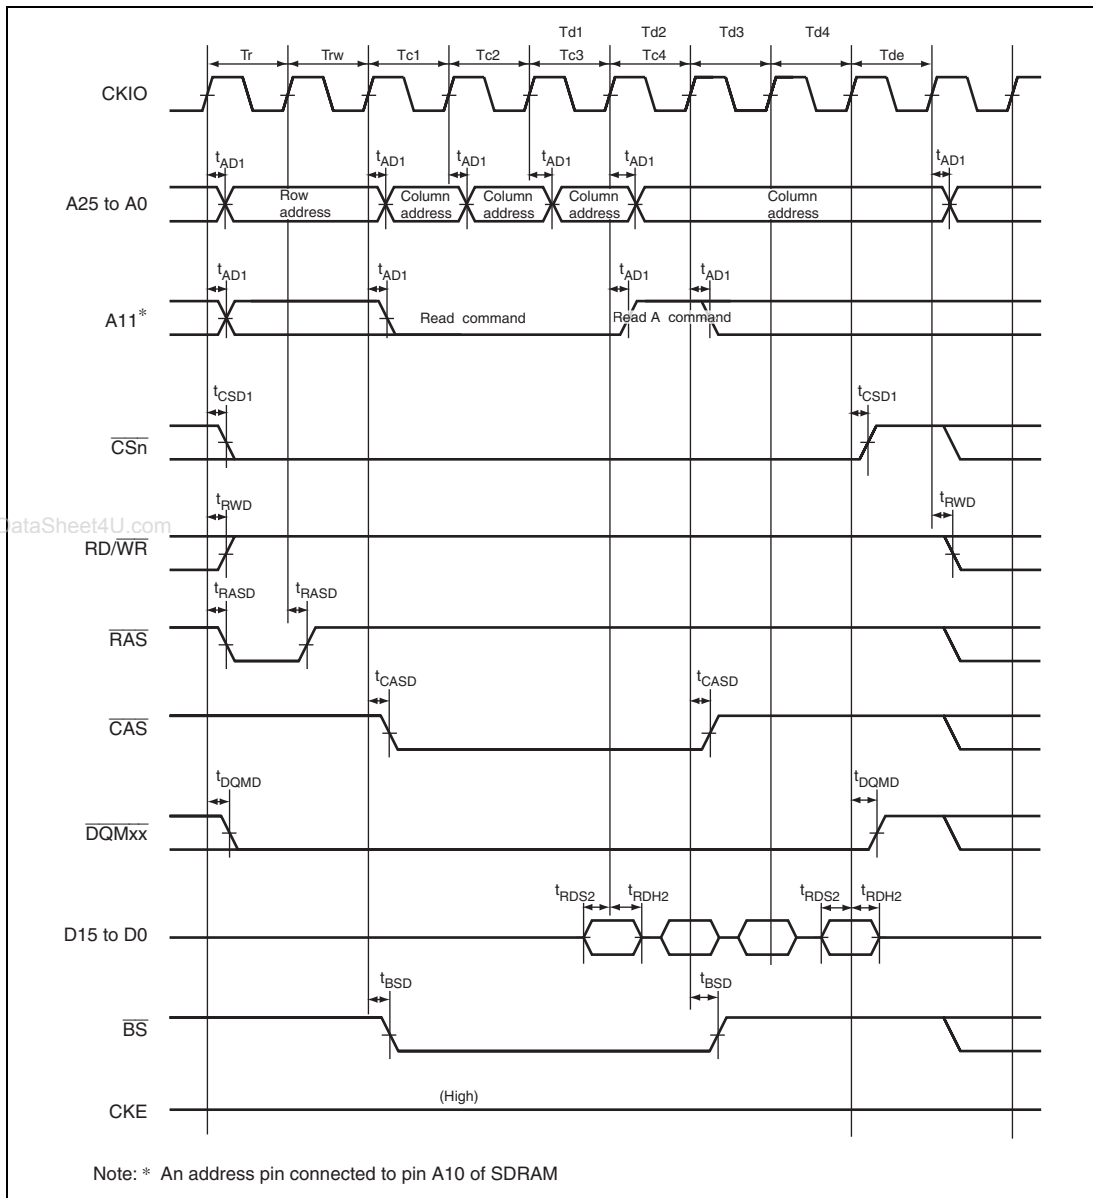 Td1 Td2 Td3 Td4
Tr Trw Tc1 Tc2 Tc3 Tc4 Tde
CKIO
tAD1 tAD1 tAD1 tAD1 tAD1 tAD1
A25 to A0
Row address
Column address
Column address
Column address
Column address
tAD1 tAD1 tAD1 tAD1
A11*
Read command
Read A command
tCSD1 tCSD1
CSn
tRWD tRWD
DataSheet4U.com
RD/WR
tRASD tRASD
RAS
tCASD tCASD
CAS
tDQMD tDQMD
DQMxx
tRDS2 tRDH2 tRDS2 tRDH2
D15 to D0
tBSD tBSD
BS
(High)
CKE
Note: * An address pin connected to pin A10 of SDRAM